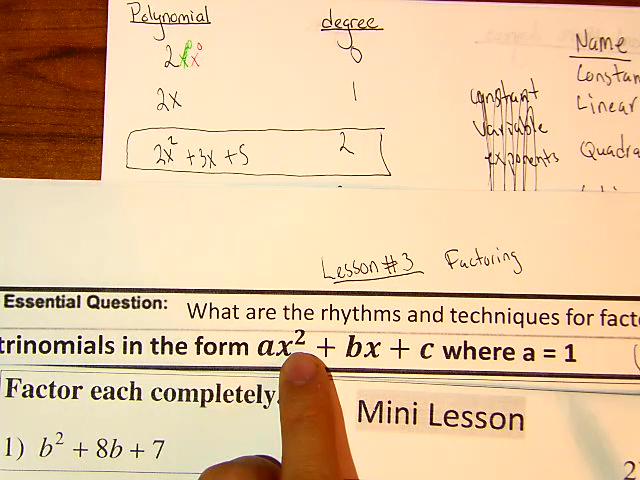 Polynomial degree Name
2x⁰ 0 Constan
2x 1 constant Linear
variable
2x² + 3x + 5 2 exponents Quadra
Lesson #3 Factoring
Essential Question: What are the rhythms and techniques for facto
trinomials in the form ax² + bx + c where a = 1
Factor each completely.
Mini Lesson
1) b² + 8b + 7
2